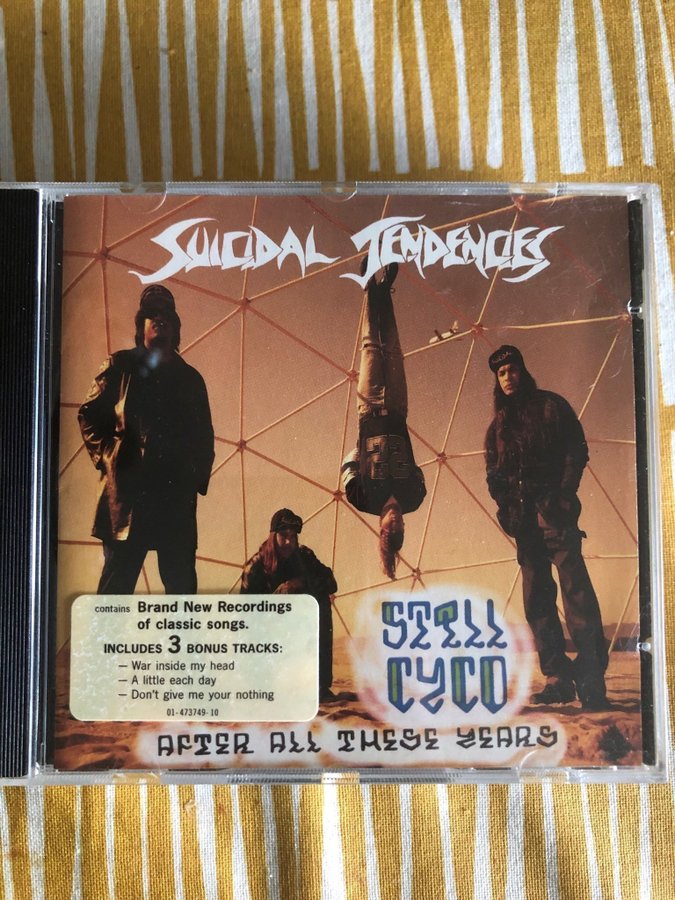 SUICIDAL TENDENCIES
SUICIDAL
STILL
CYCO
contains Brand New Recordings
of classic songs.
INCLUDES 3 BONUS TRACKS:
— War inside my head
— A little each day
— Don't give me your nothing
01-473749-10
AFTER ALL THESE YEARS